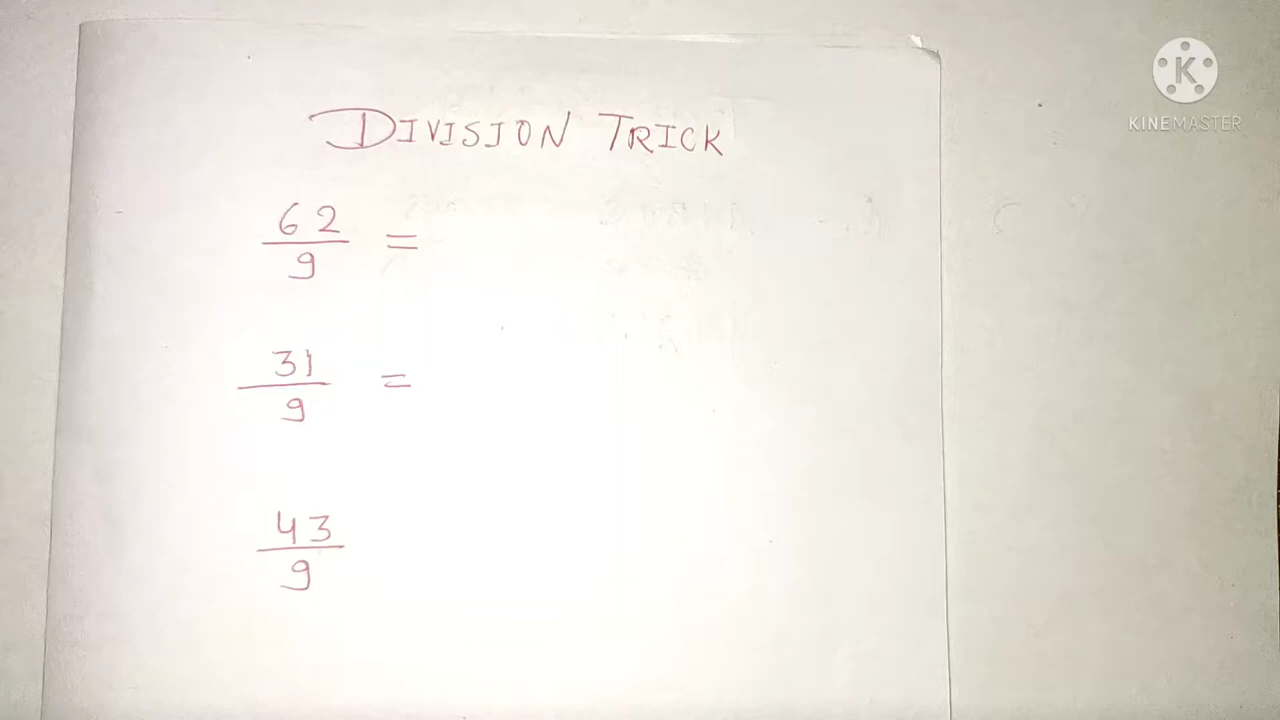 DIVISION TRICK
K
KINEMASTER
62
9 =
31
9 =
43
9